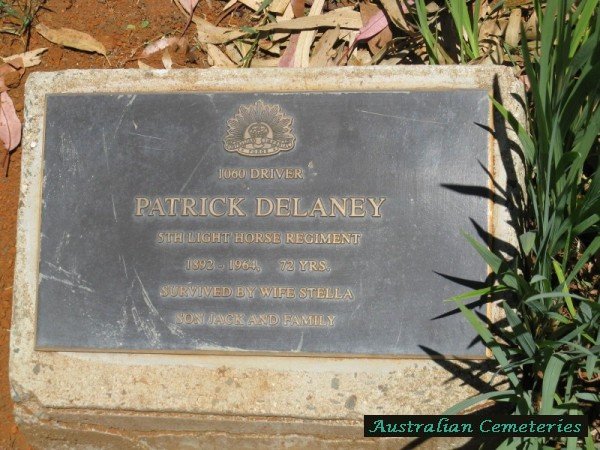 1060 DRIVER
PATRICK DELANEY
5TH LIGHT HORSE REGIMENT
1892 - 1964, 72 YRS.
SURVIVED BY WIFE STELLA
SON JACK AND FAMILY
Australian Cemeteries